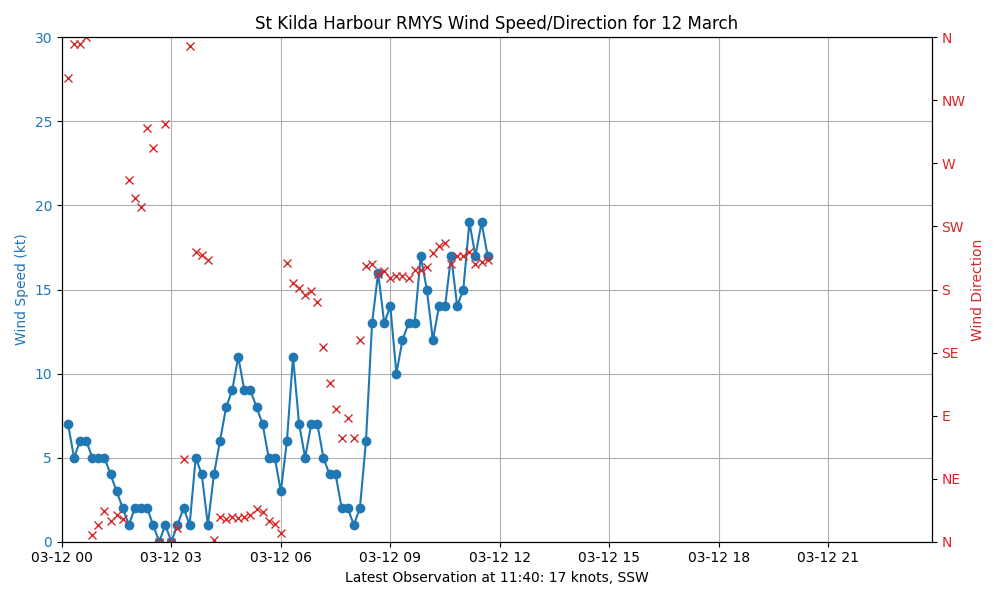 St Kilda Harbour RMYS Wind Speed/Direction for 12 March
Wind Speed (kt)
30
25
20
15
10
5
0
N
NW
W
SW
S
SE
E
NE
N
Wind Direction
03-12 00
03-12 03
03-12 06
03-12 09
03-12 12
03-12 15
03-12 18
03-12 21
Latest Observation at 11:40: 17 knots, SSW